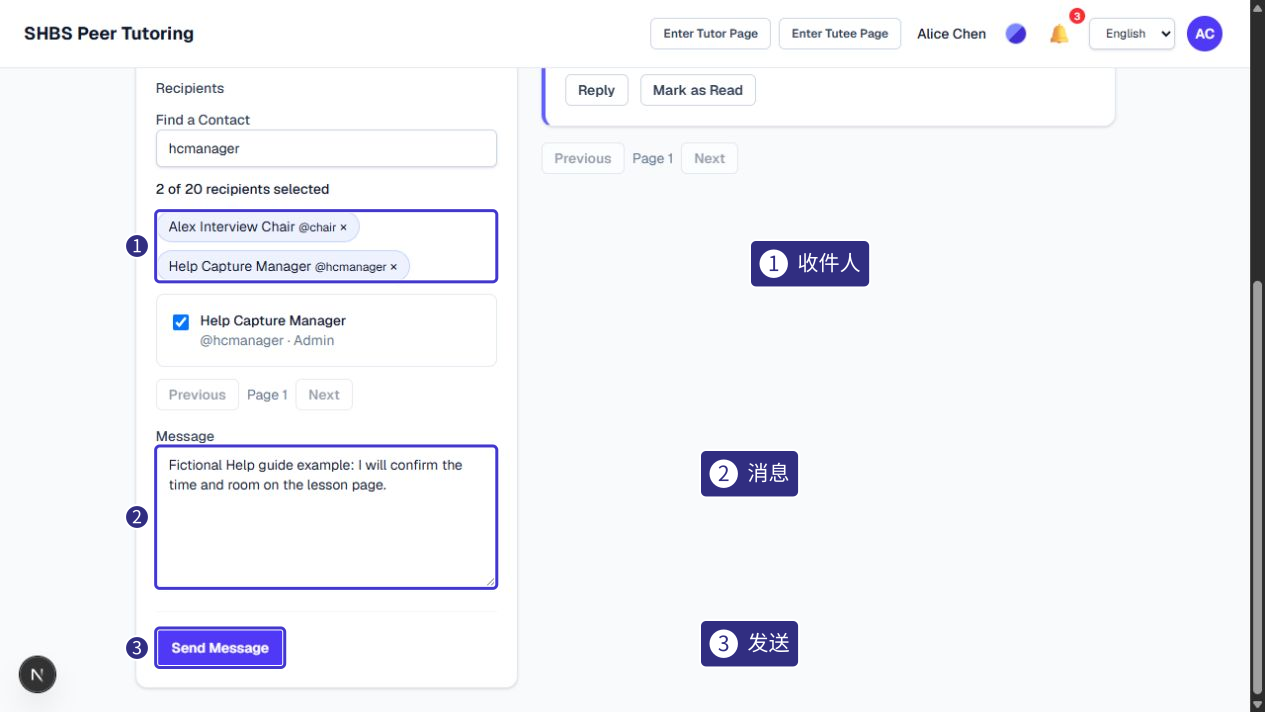 SHBS Peer Tutoring
Enter Tutor Page
Enter Tutee Page
Alice Chen
3
English
AC
Recipients
Find a Contact
hcmanager
2 of 20 recipients selected
1
Alex Interview Chair @chair ×
Help Capture Manager @hcmanager ×
Help Capture Manager
@hcmanager · Admin
Previous
Page 1
Next
Message
2
Fictional Help guide example: I will confirm the
time and room on the lesson page.
3
Send Message
N
Reply
Mark as Read
Previous
Page 1
Next
1 收件人
2 消息
3 发送